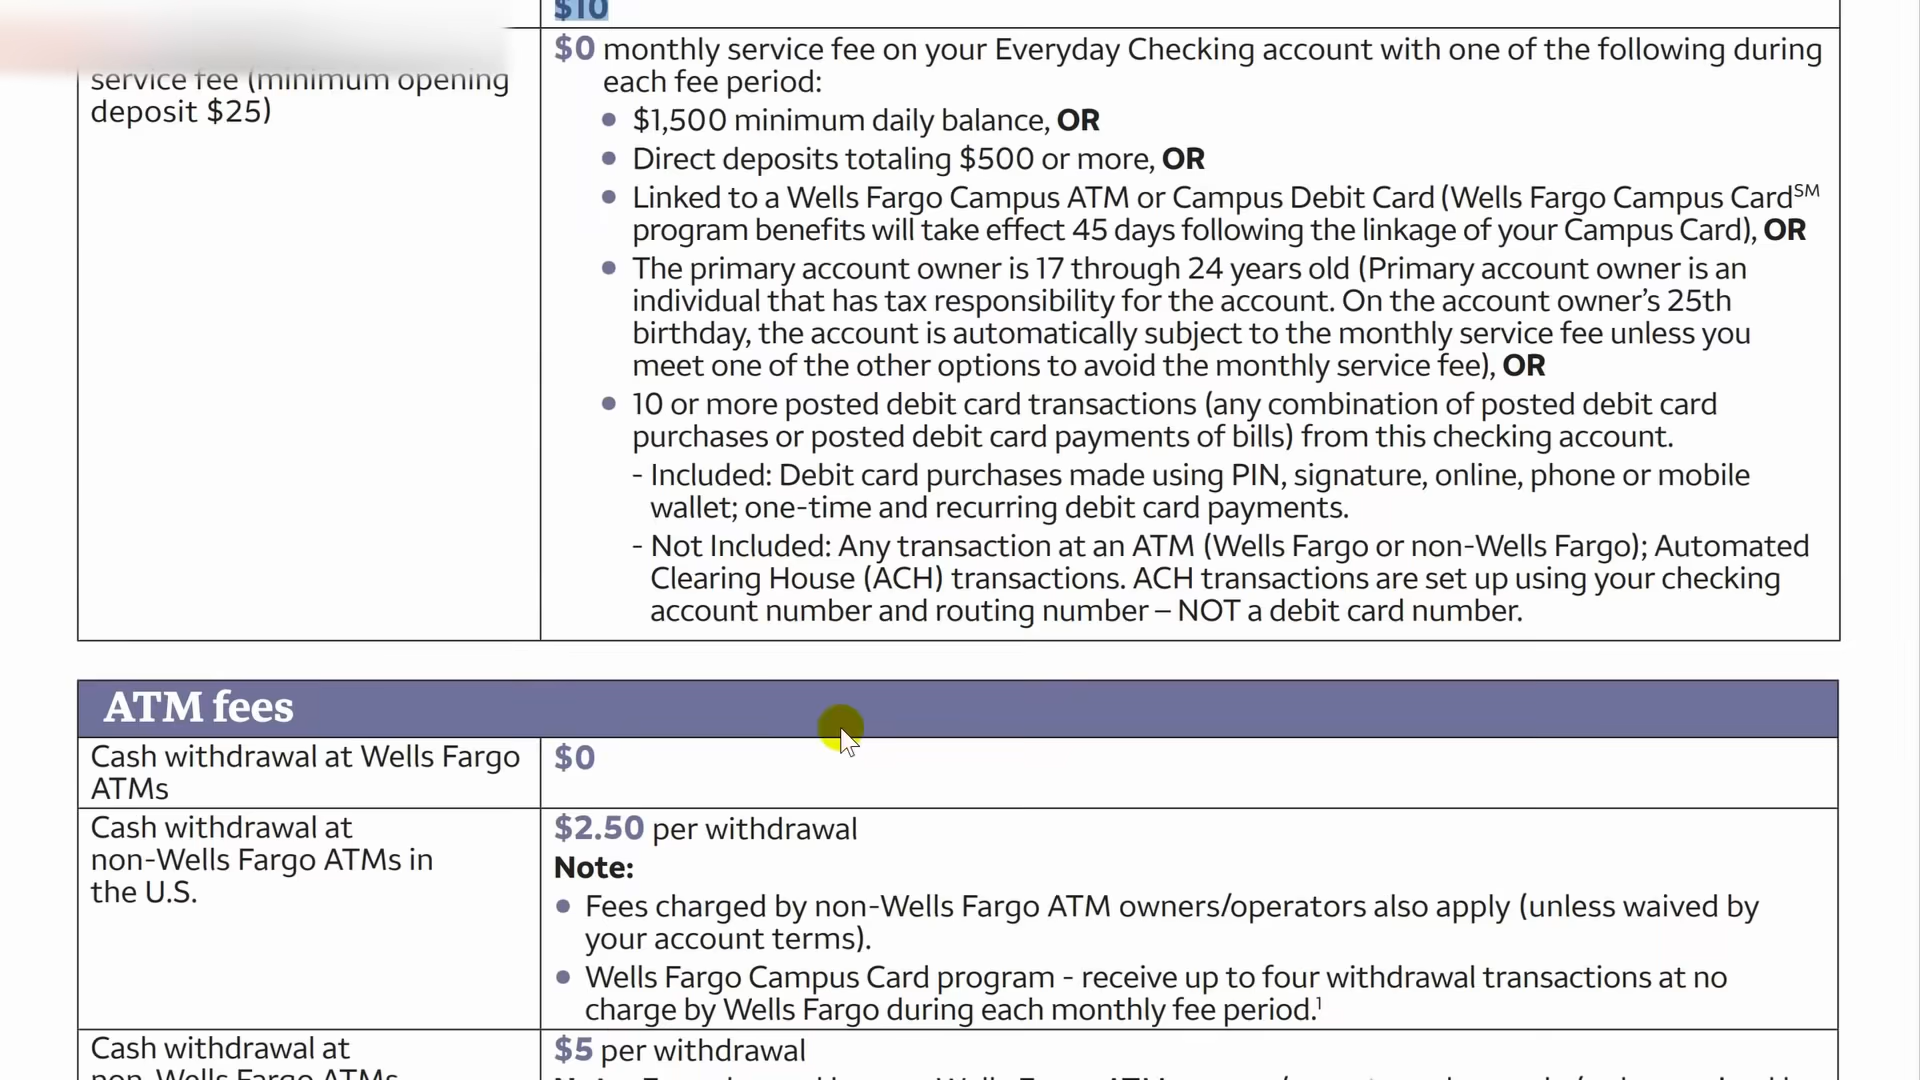 $10
service fee (minimum opening
deposit $25)
$0 monthly service fee on your Everyday Checking account with one of the following during
each fee period:
• $1,500 minimum daily balance, OR
• Direct deposits totaling $500 or more, OR
• Linked to a Wells Fargo Campus ATM or Campus Debit Card (Wells Fargo Campus Card℠
program benefits will take effect 45 days following the linkage of your Campus Card), OR
• The primary account owner is 17 through 24 years old (Primary account owner is an
individual that has tax responsibility for the account. On the account owner’s 25th
birthday, the account is automatically subject to the monthly service fee unless you
meet one of the other options to avoid the monthly service fee), OR
• 10 or more posted debit card transactions (any combination of posted debit card
purchases or posted debit card payments of bills) from this checking account.
- Included: Debit card purchases made using PIN, signature, online, phone or mobile
wallet; one-time and recurring debit card payments.
- Not Included: Any transaction at an ATM (Wells Fargo or non-Wells Fargo); Automated
Clearing House (ACH) transactions. ACH transactions are set up using your checking
account number and routing number – NOT a debit card number.
ATM fees
Cash withdrawal at Wells Fargo
ATMs
$0
Cash withdrawal at
non-Wells Fargo ATMs in
the U.S.
$2.50 per withdrawal
Note:
• Fees charged by non-Wells Fargo ATM owners/operators also apply (unless waived by
your account terms).
• Wells Fargo Campus Card program - receive up to four withdrawal transactions at no
charge by Wells Fargo during each monthly fee period.¹
Cash withdrawal at
non-Wells Fargo ATMs
$5 per withdrawal